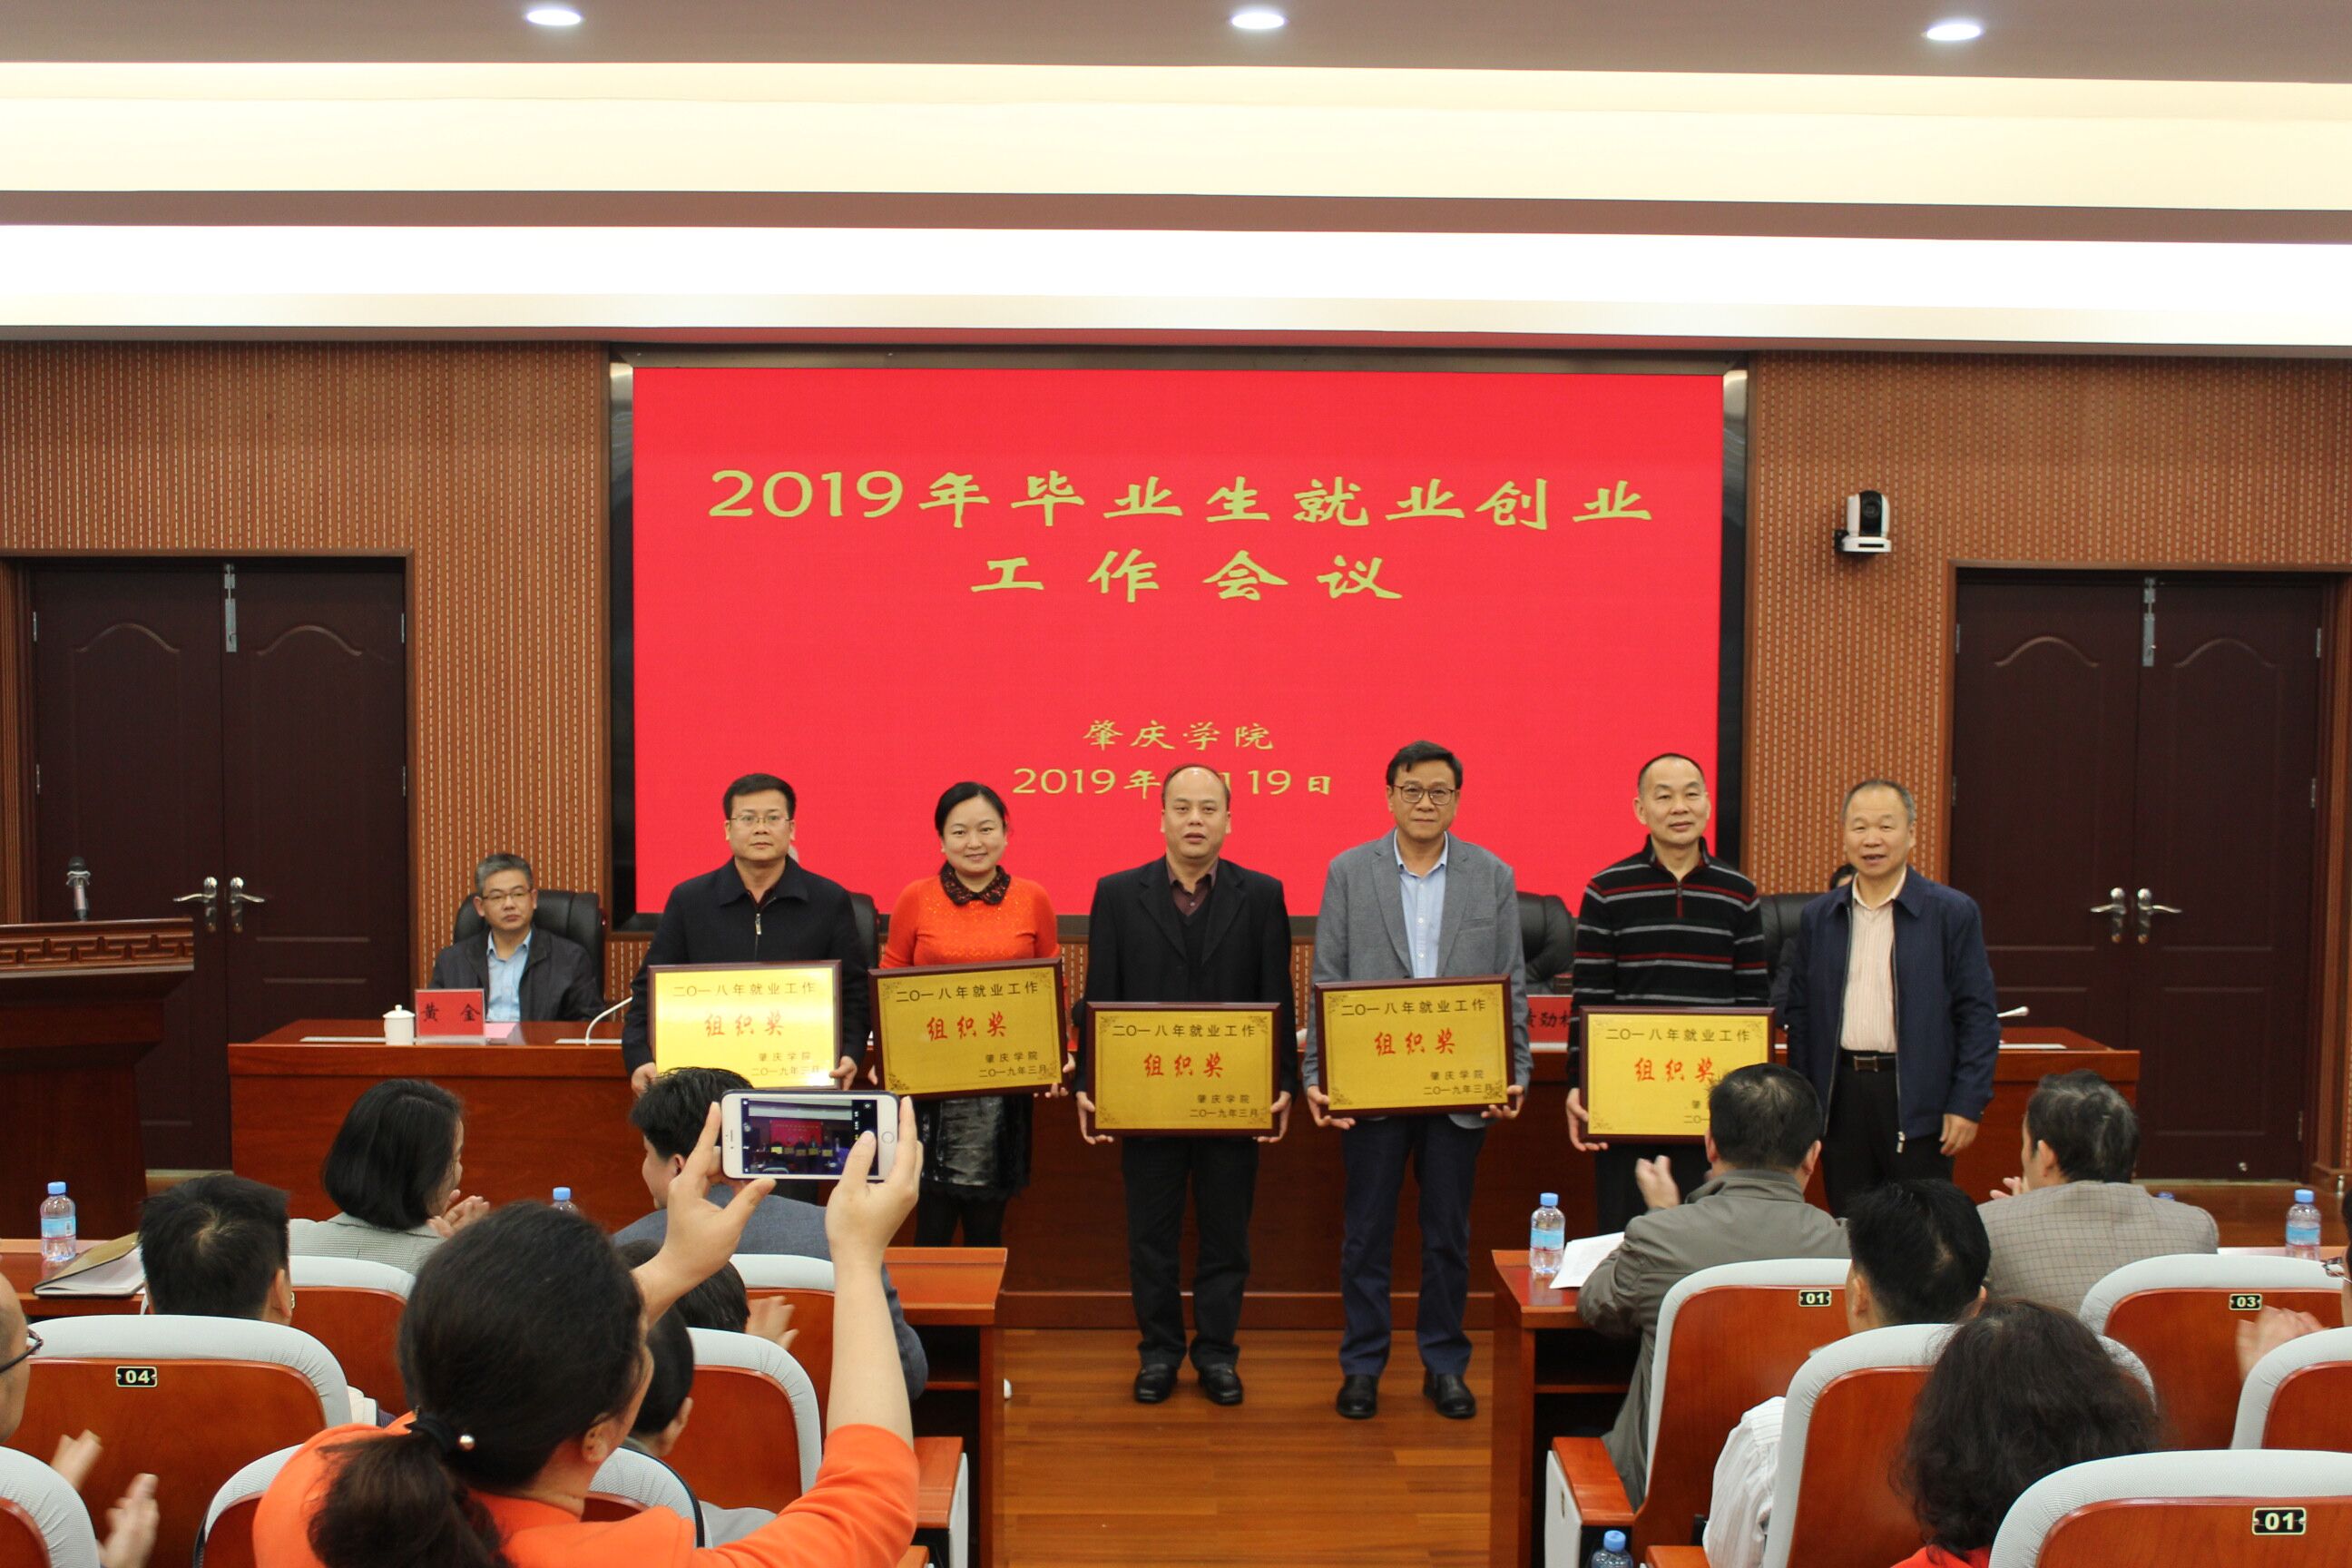 2019年毕业生就业创业
工作会议
肇庆学院
2019年
19日
黄 金
二〇一八年就业工作
组织奖
肇庆学院
二〇一九年三月
二〇一八年就业工作
组织奖
肇庆学院
二〇一九年三月
二〇一八年就业工作
组织奖
肇庆学院
二〇一九年三月
二〇一八年就业工作
组织奖
肇庆学院
二〇一九年三月
二〇一八年就业工作
组织奖
肇
二〇
劲
04
01
03
01